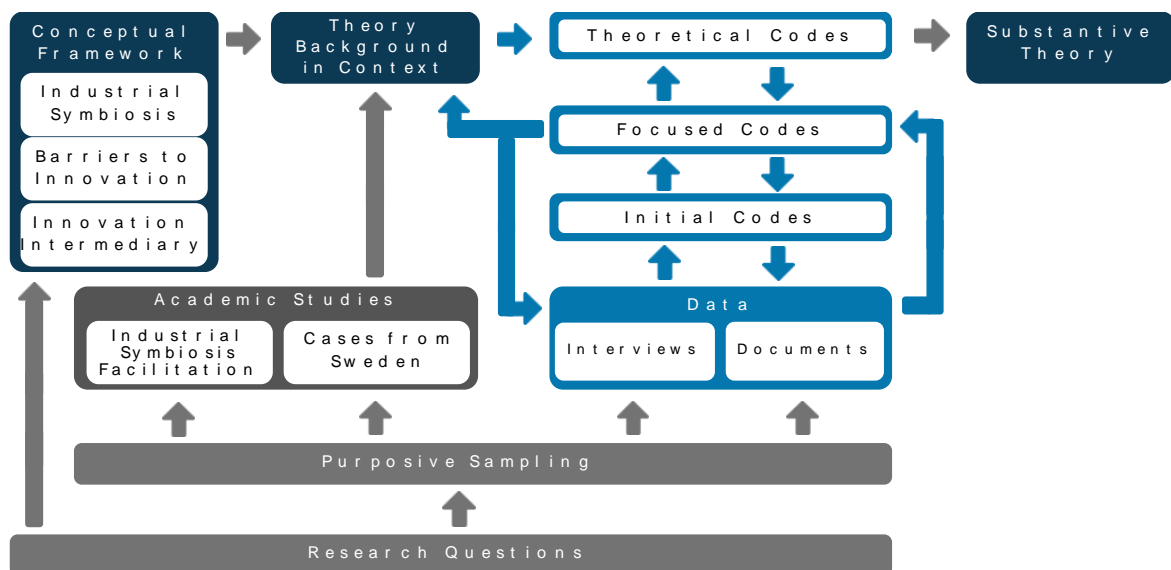 Conceptual
Framework
Industrial
Symbiosis
Barriers to
Innovation
Innovation
Intermediary
Theory
Background
in Context
Theoretical Codes
Focused Codes
Initial Codes
Substantive
Theory
Academic Studies
Industrial
Symbiosis
Facilitation
Cases from
Sweden
Data
Interviews
Documents
Purposive Sampling
Research Questions